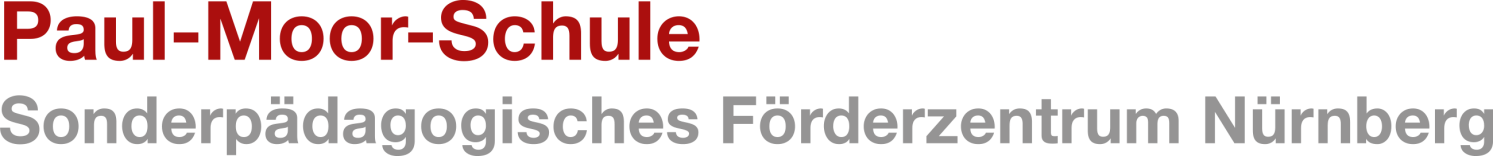 Paul-Moor-Schule
Sonderpädagogisches Förderzentrum Nürnberg